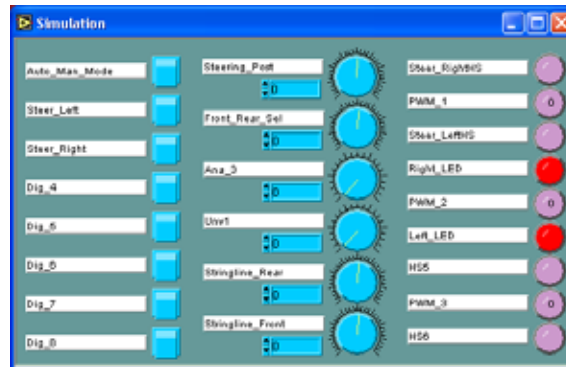 Simulation
Auto_Man_Mode
Steer_Left
Steer_Right
Dig_4
Dig_5
Dig_6
Dig_7
Dig_8
Steering_Post
0
Front_Rear_Sel
0
Ana_3
0
Unv1
0
Stringline_Rear
0
Stringline_Front
0
Steer_RightHS
PWM_1
0
Steer_LeftHS
Right_LED
PWM_2
0
Left_LED
HS5
PWM_3
0
HS6